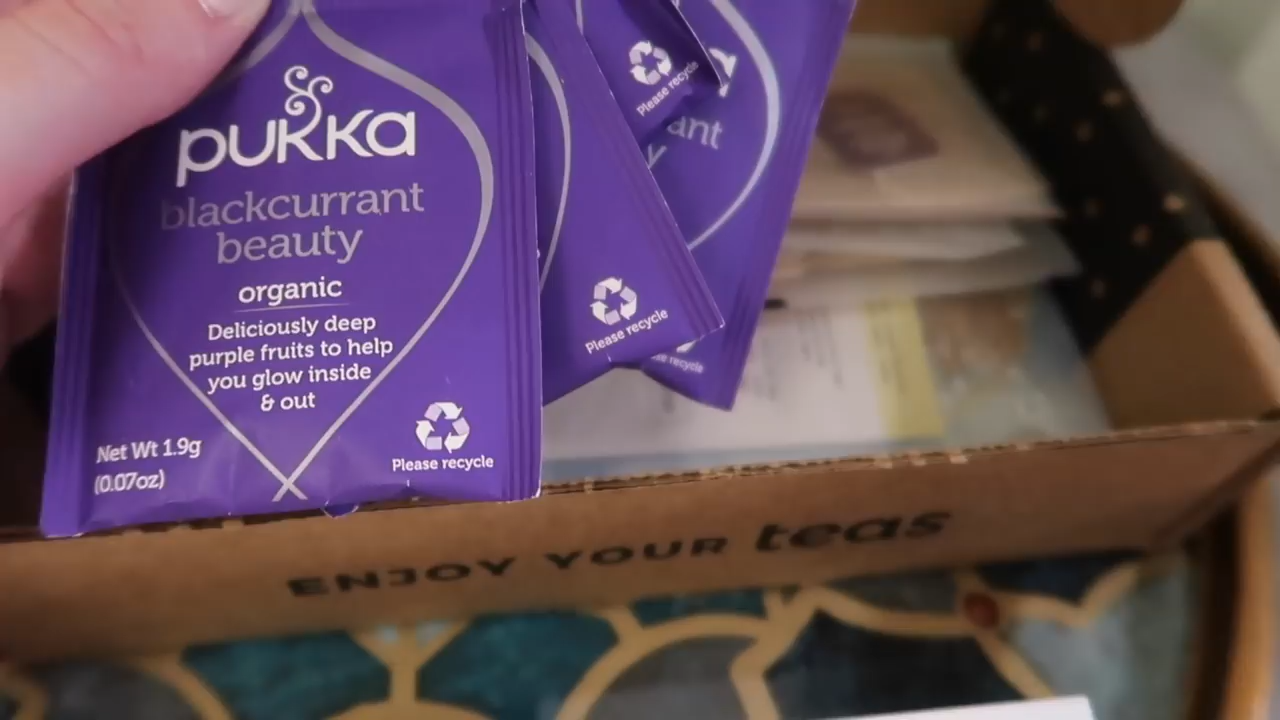 pukka
blackcurrant
beauty
organic
Deliciously deep
purple fruits to help
you glow inside
& out
Net Wt 1.9g
(0.07oz)
Please recycle
Please recycle
Please recycle
ant
y
recycle
ENJOY YOUR teas